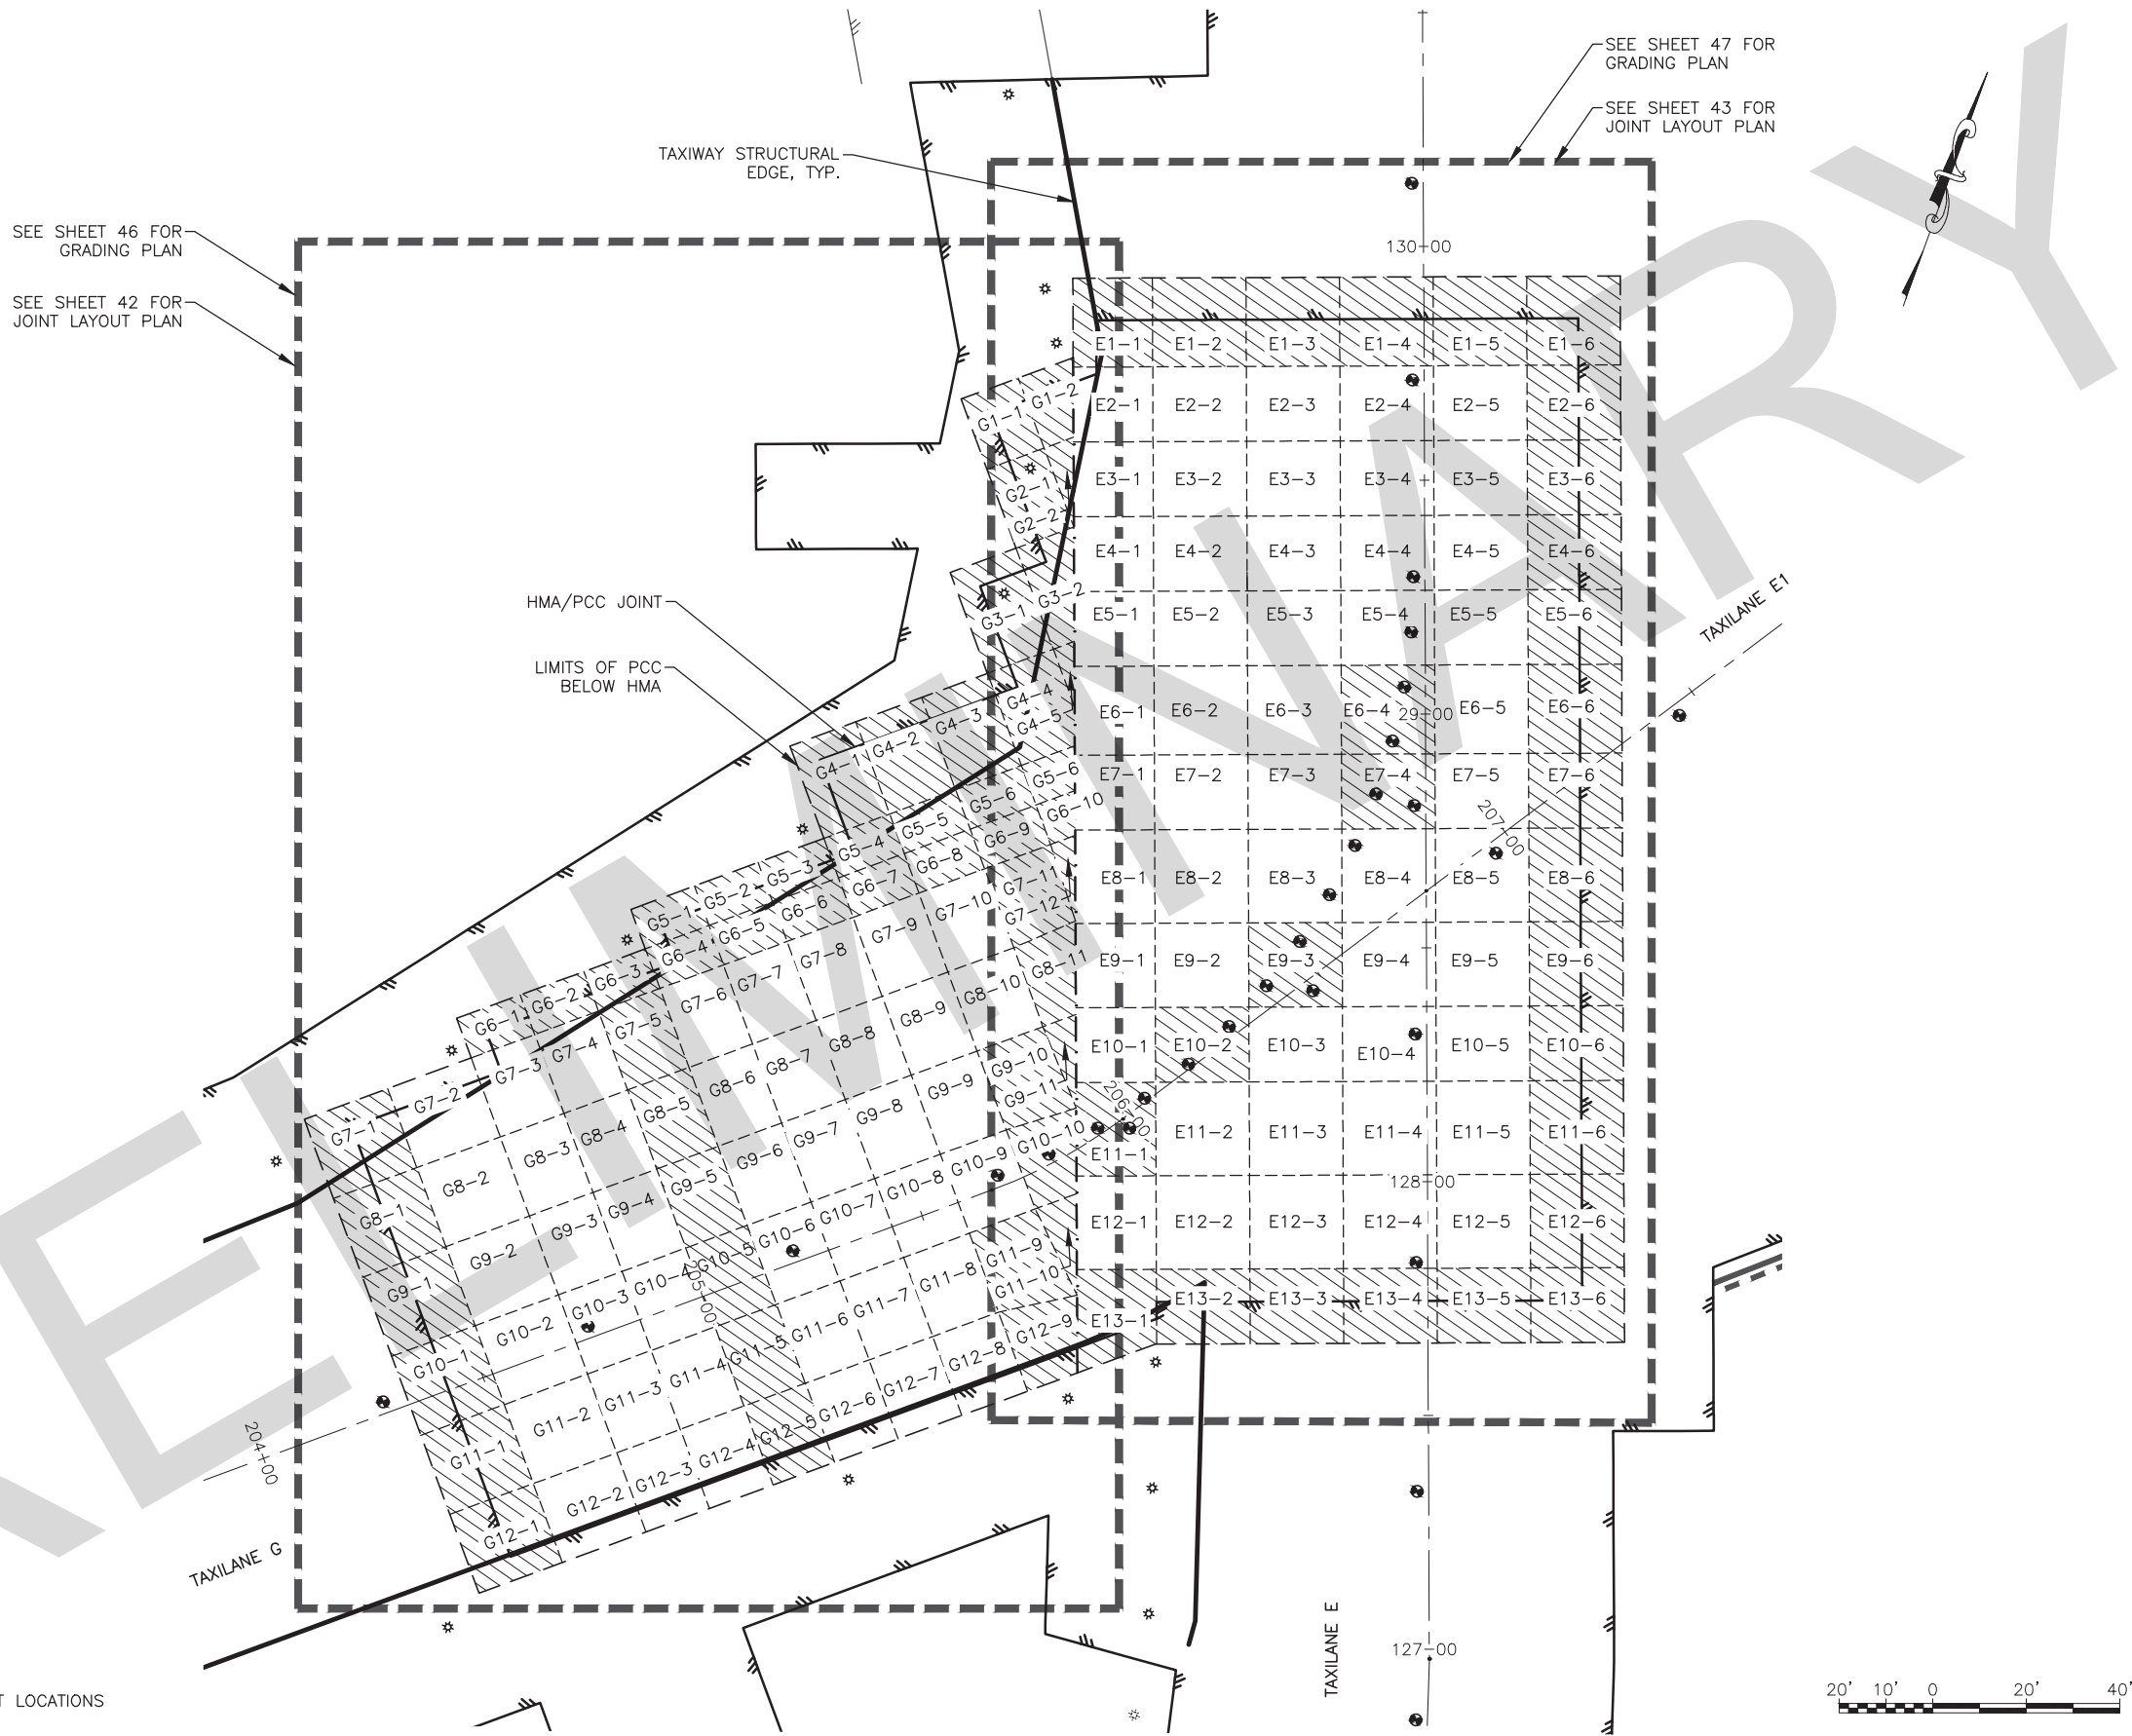 SEE SHEET 47 FOR
GRADING PLAN
SEE SHEET 43 FOR
JOINT LAYOUT PLAN
TAXIWAY STRUCTURAL
EDGE, TYP.
SEE SHEET 46 FOR
GRADING PLAN
SEE SHEET 42 FOR
JOINT LAYOUT PLAN
HMA/PCC JOINT
LIMITS OF PCC
BELOW HMA
130+00
E1-1 E1-2 E1-3 E1-4 E1-5 E1-6
E2-1 E2-2 E2-3 E2-4 E2-5 E2-6
E3-1 E3-2 E3-3 E3-4 E3-5 E3-6
E4-1 E4-2 E4-3 E4-4 E4-5 E4-6
E5-1 E5-2 E5-3 E5-4 E5-5 E5-6
E6-1 E6-2 E6-3 E6-4 E6-5 E6-6
29+00
E7-1 E7-2 E7-3 E7-4 E7-5 E7-6
E8-1 E8-2 E8-3 E8-4 E8-5 E8-6
E9-1 E9-2 E9-3 E9-4 E9-5 E9-6
E10-1 E10-2 E10-3 E10-4 E10-5 E10-6
E11-1 E11-2 E11-3 E11-4 E11-5 E11-6
128+00
E12-1 E12-2 E12-3 E12-4 E12-5 E12-6
E13-1 E13-2 E13-3 E13-4 E13-5 E13-6
127+00
TAXILANE E1
207+00
G1-1 G1-2
G2-1
G2-2
G3-1 G3-2
G4-1 G4-2 G4-3 G4-4
G4-5
G5-1 G5-2 G5-3 G5-4 G5-5 G5-6 G5-6
G6-1 G6-2 G6-3 G6-4 G6-5 G6-6 G6-7 G6-8 G6-9 G6-10
G7-1 G7-2 G7-3 G7-4 G7-5 G7-6 G7-7 G7-8 G7-9 G7-10 G7-11
G7-12
G8-1 G8-2 G8-3 G8-4 G8-5 G8-6 G8-7 G8-8 G8-9 G8-10 G8-11
G9-1 G9-2 G9-3 G9-4 G9-5 G9-6 G9-7 G9-8 G9-9 G9-10
G9-11
G10-1 G10-2 G10-3 G10-4 G10-5 G10-6 G10-7 G10-8 G10-9 G10-10
G11-1 G11-2 G11-3 G11-4 G11-5 G11-6 G11-7 G11-8 G11-9
G11-10
G12-1 G12-2 G12-3 G12-4 G12-5 G12-6 G12-7 G12-8 G12-9
204+00
TAXILANE G
TAXILANE E
LOCATIONS
20' 10' 0 20' 40'